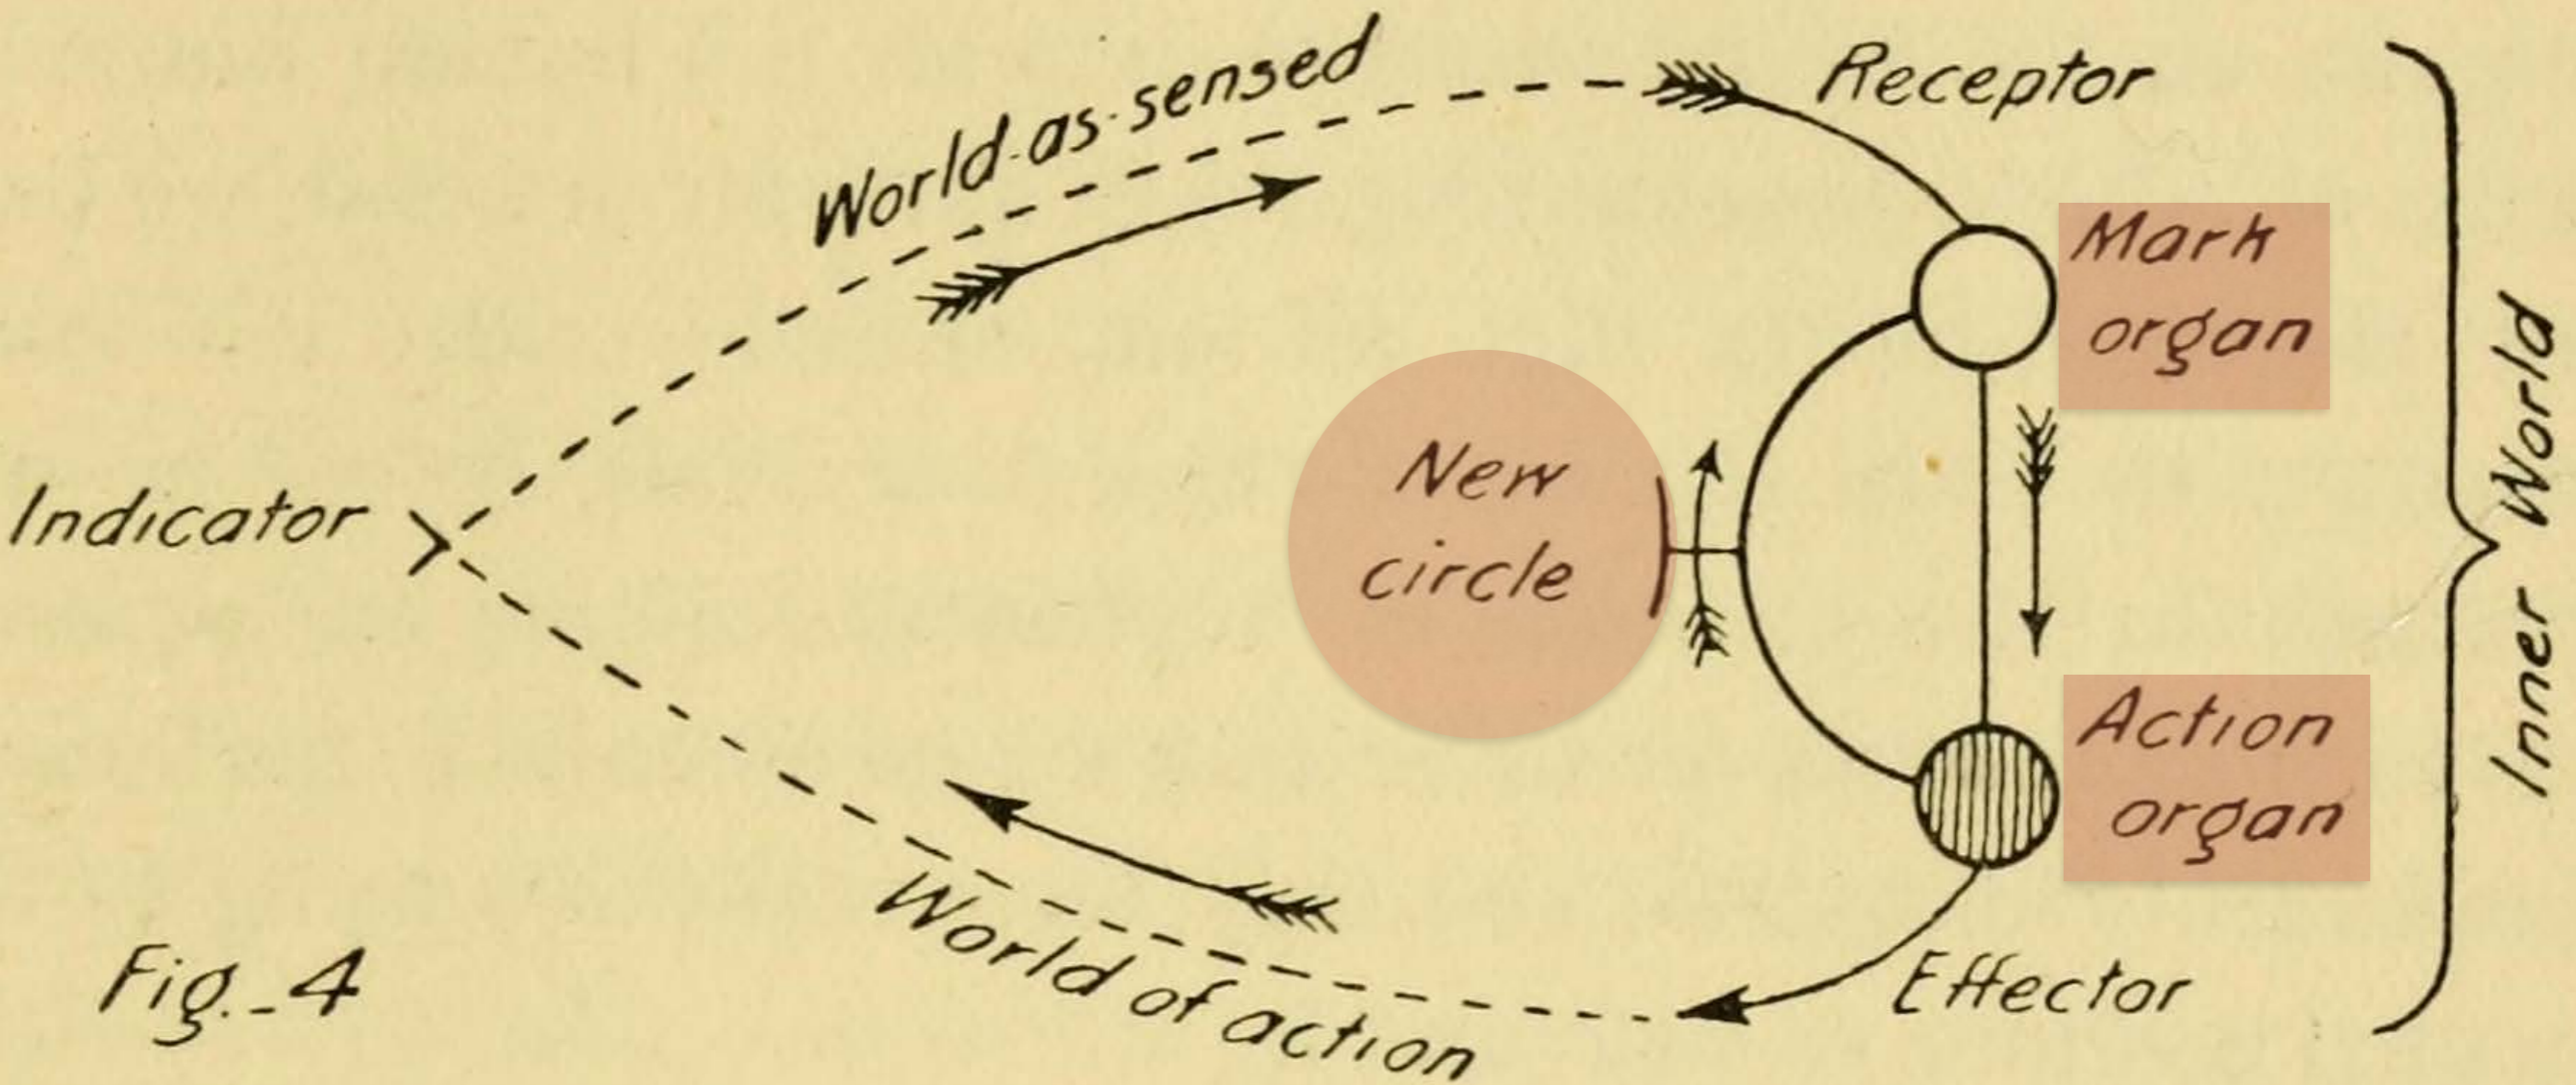 World-as-sensed
Receptor
Mark
organ
New
circle
Indicator
Inner World
Action
organ
World of action
Effector
Fig.-4